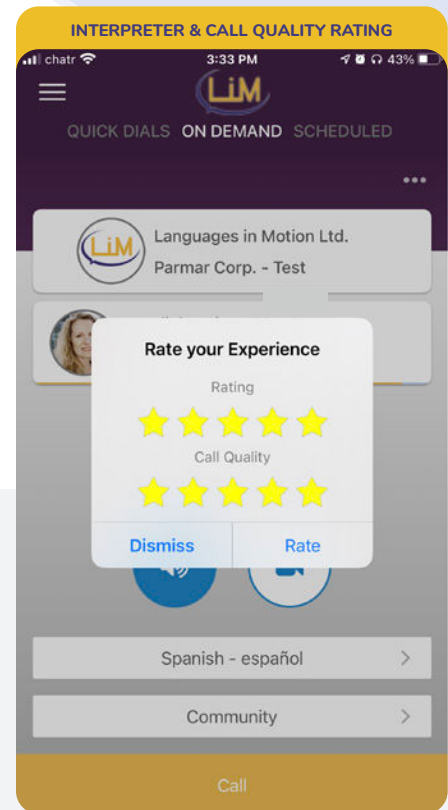 INTERPRETER & CALL QUALITY RATING
chatr 3:33 PM 43%
LiM
QUICK DIALS ON DEMAND SCHEDULED
LiM
Languages in Motion Ltd.
Parmar Corp. - Test
Rate your Experience
Rating
Call Quality
Dismiss Rate
Spanish - español
Community
Call